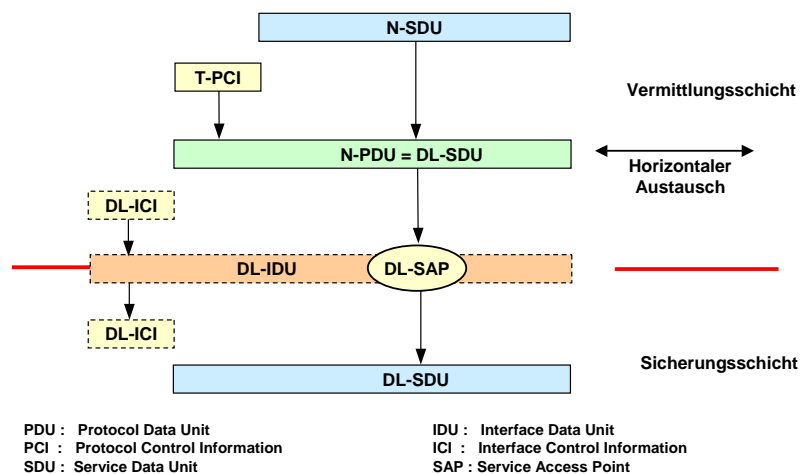 N-SDU
T-PCI
Vermittlungsschicht
N-PDU = DL-SDU
Horizontaler
Austausch
DL-ICI
DL-IDU
DL-SAP
DL-ICI
Sicherungsschicht
DL-SDU
PDU : Protocol Data Unit
PCI : Protocol Control Information
SDU : Service Data Unit
IDU : Interface Data Unit
ICI : Interface Control Information
SAP : Service Access Point